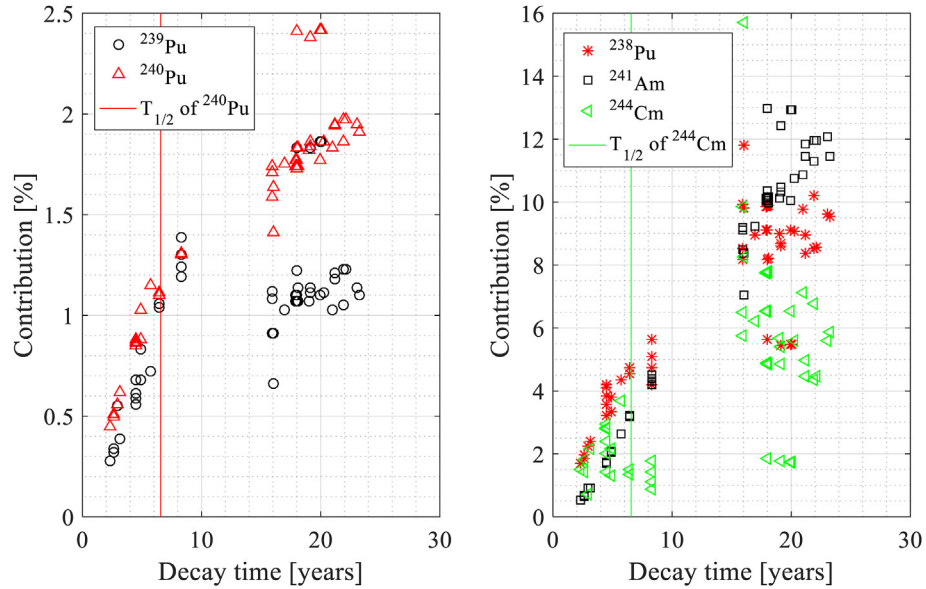 2.5
2
1.5
1
0.5
0
Contribution [%]
239Pu
240Pu
T1/2 of 240Pu
0 10 20 30
Decay time [years]
16
14
12
10
8
6
4
2
0
Contribution [%]
238Pu
241Am
244Cm
T1/2 of 244Cm
0 10 20 30
Decay time [years]